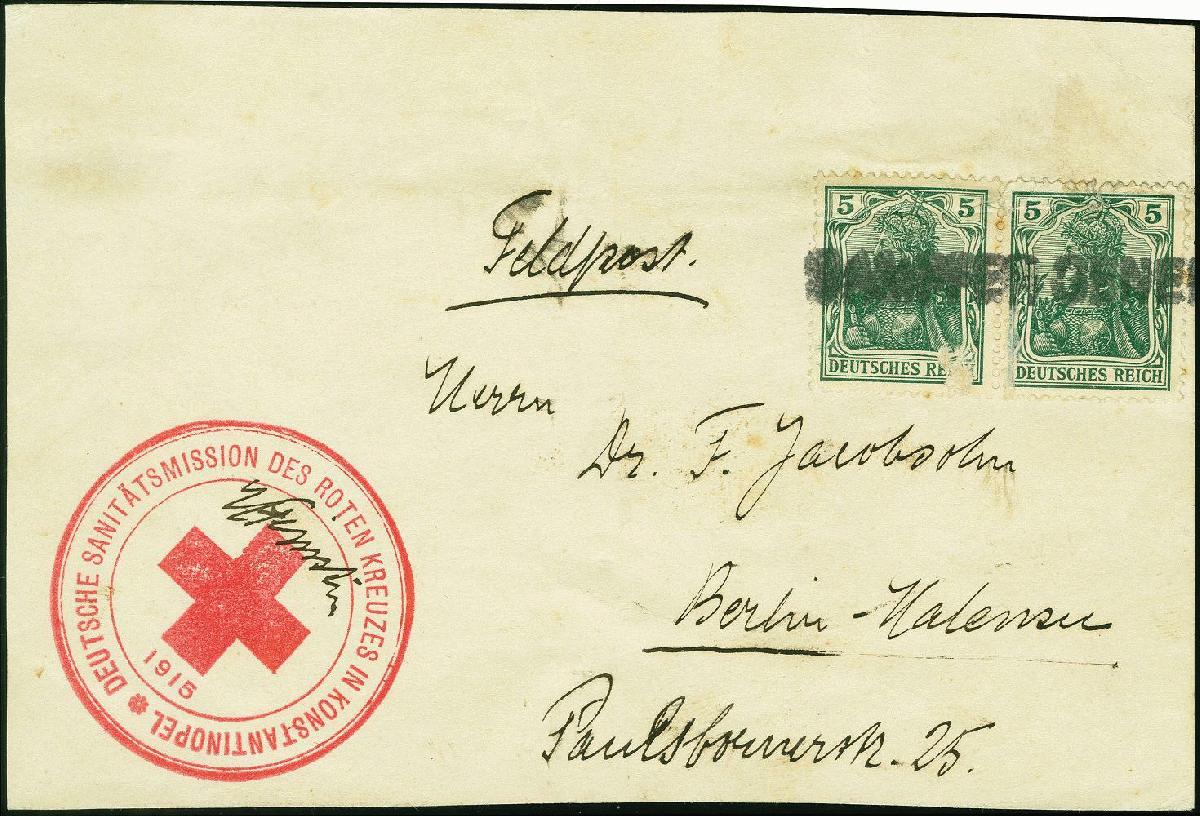 Feldpost.
5 5
DEUTSCHES REICH
5 5
DEUTSCHES REICH
Herrn
Dr. F. Jacobsohn
Berlin-Halensee
Paulsbornerstr. 25.
DEUTSCHE SANITÄTSMISSION DES ROTEN KREUZES IN KONSTANTINOPEL
1915